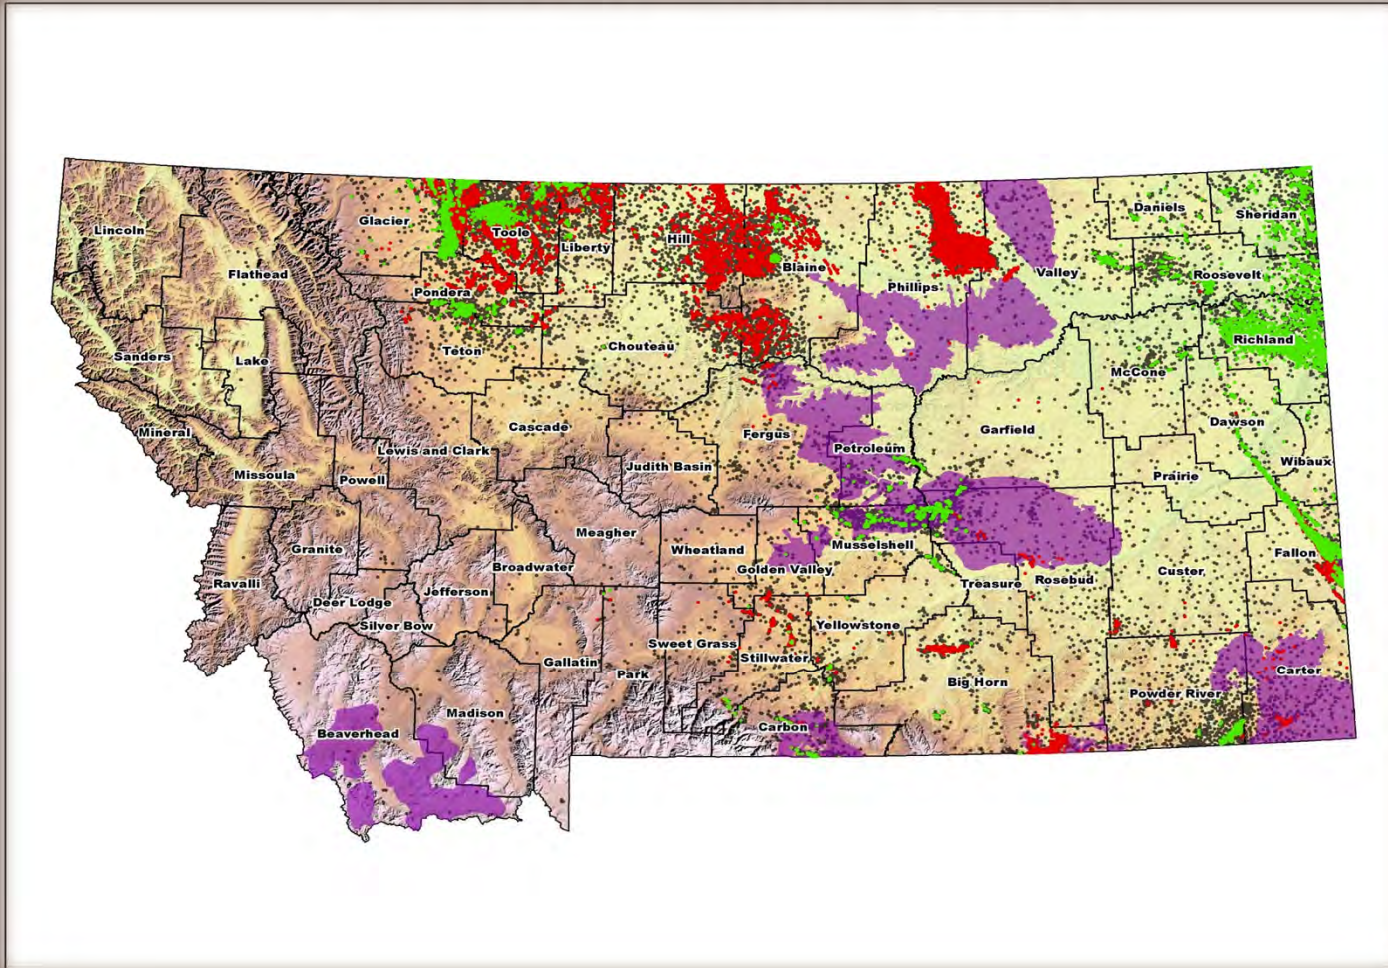 Lincoln
Glacier
Toole
Liberty
Hill
Blaine
Phillips
Valley
Daniels
Sheridan
Roosevelt
Flathead
Pondera
Richland
Sanders
Lake
Teton
Chouteau
McCone
Mineral
Cascade
Fergus
Petroleum
Garfield
Dawson
Wibaux
Missoula
Powell
Lewis and Clark
Judith Basin
Prairie
Granite
Meagher
Wheatland
Musselshell
Golden Valley
Fallon
Ravalli
Deer Lodge
Jefferson
Broadwater
Treasure
Rosebud
Custer
Silver Bow
Yellowstone
Gallatin
Park
Sweet Grass
Stillwater
Big Horn
Powder River
Carter
Beaverhead
Madison
Carbon